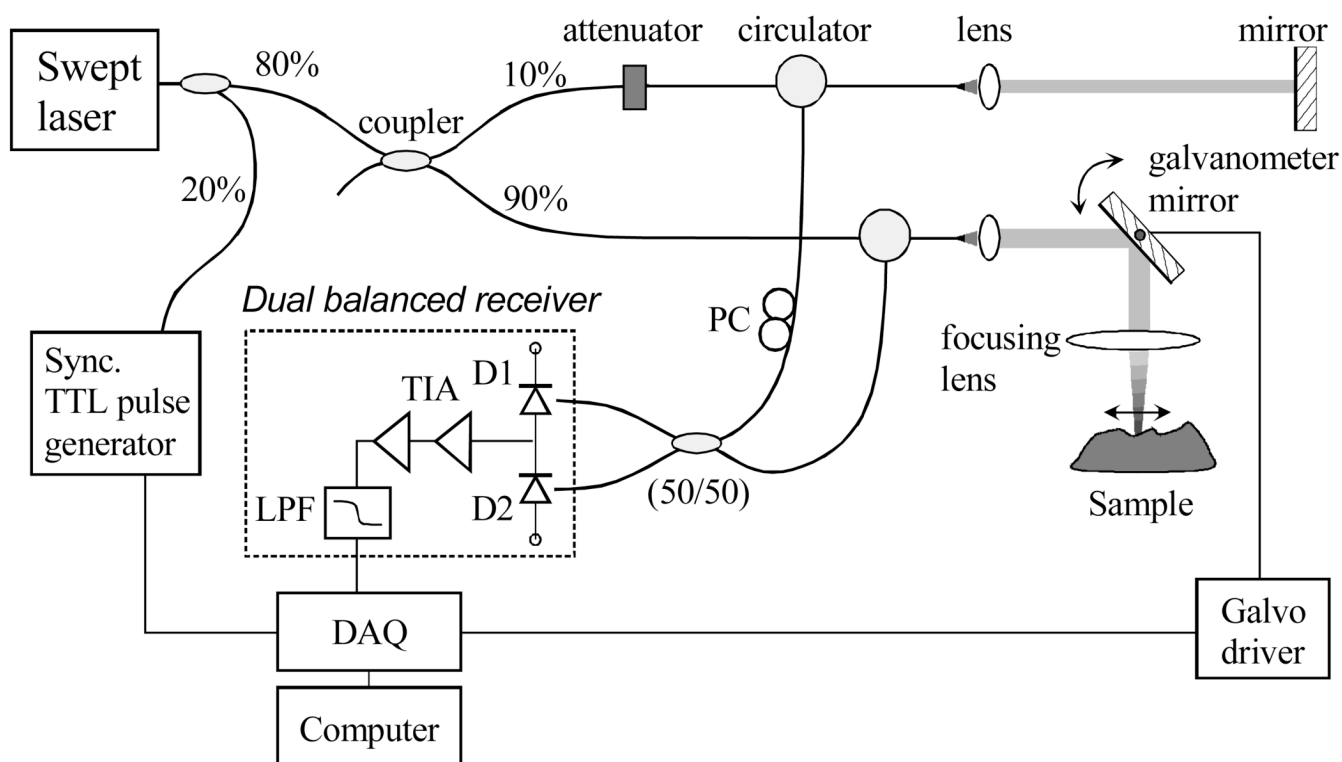 attenuator
circulator
lens
mirror
Swept
laser
80%
10%
coupler
20%
90%
galvanometer
mirror
Dual balanced receiver
PC
focusing
lens
Sync.
TTL pulse
generator
TIA
D1
LPF
D2
(50/50)
Sample
DAQ
Galvo
driver
Computer